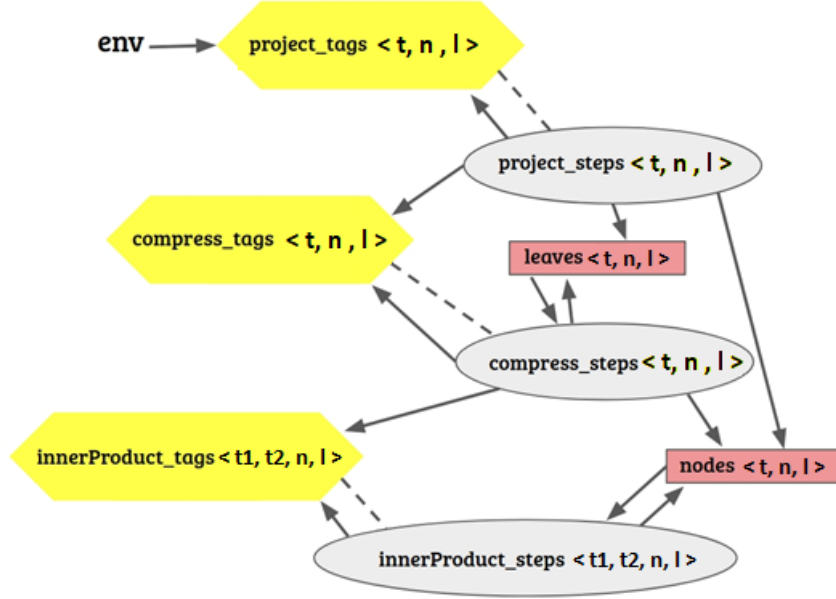 env
project_tags < t, n , l >
project_steps < t, n , l >
compress_tags < t, n , l >
leaves < t, n, l >
compress_steps < t, n , l >
innerProduct_tags < t1, t2, n, l >
nodes < t, n, l >
innerProduct_steps < t1, t2, n, l >